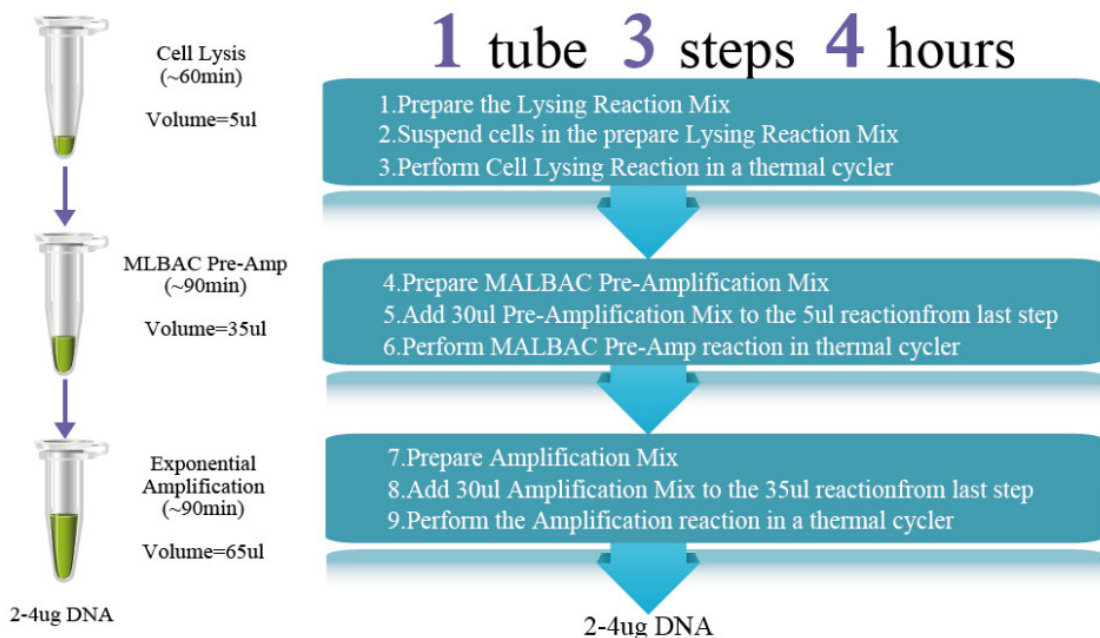 Cell Lysis
(~60min)
Volume=5ul
MLBAC Pre-Amp
(~90min)
Volume=35ul
Exponential
Amplification
(~90min)
Volume=65ul
2-4ug DNA
1 tube 3 steps 4 hours
1.Prepare the Lysing Reaction Mix
2.Suspend cells in the prepare Lysing Reaction Mix
3.Perform Cell Lysing Reaction in a thermal cycler
4.Prepare MALBAC Pre-Amplification Mix
5.Add 30ul Pre-Amplification Mix to the 5ul reactionfrom last step
6.Perform MALBAC Pre-Amp reaction in thermal cycler
7.Prepare Amplification Mix
8.Add 30ul Amplification Mix to the 35ul reactionfrom last step
9.Perform the Amplification reaction in a thermal cycler
2-4ug DNA